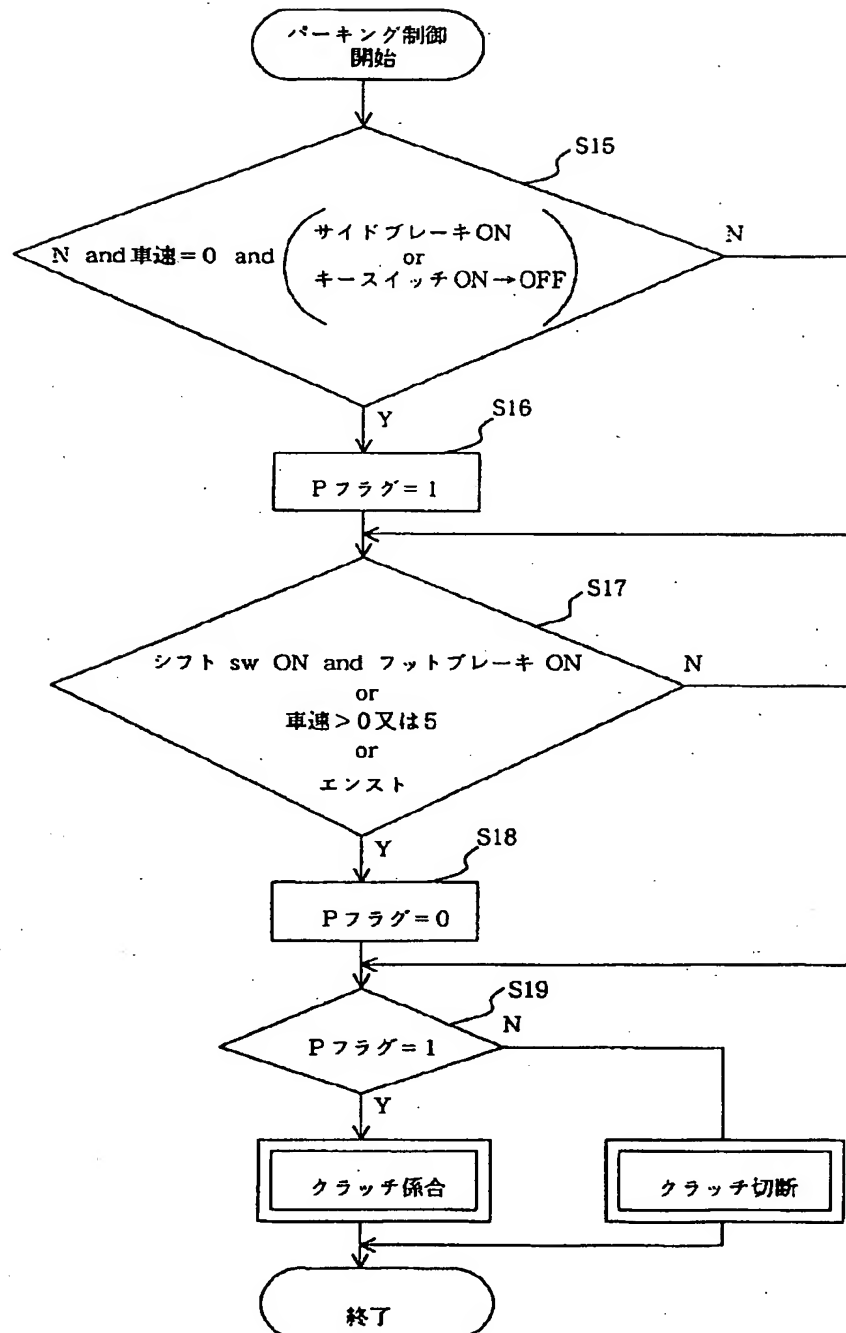 パーキング制御
開始
S15
N and 車速=0 and
サイドブレーキON
or
キースイッチON→OFF
N
Y
S16
Pフラグ=1
S17
シフト sw ON and フットブレーキ ON
or
車速>0又は5
or
エンスト
N
Y
S18
Pフラグ=0
S19
Pフラグ=1
N
Y
クラッチ係合
クラッチ切断
終了